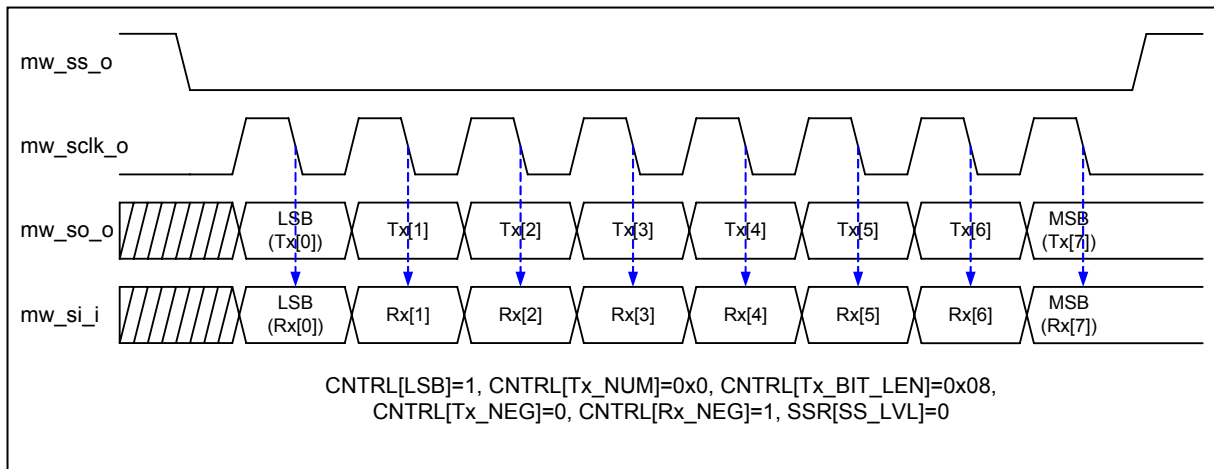 mw_ss_o
mw_sclk_o
mw_so_o
LSB
(Tx[0])
Tx[1]
Tx[2]
Tx[3]
Tx[4]
Tx[5]
Tx[6]
MSB
(Tx[7])
mw_si_i
LSB
(Rx[0])
Rx[1]
Rx[2]
Rx[3]
Rx[4]
Rx[5]
Rx[6]
MSB
(Rx[7])
CNTRL[LSB]=1, CNTRL[Tx_NUM]=0x0, CNTRL[Tx_BIT_LEN]=0x08,
CNTRL[Tx_NEG]=0, CNTRL[Rx_NEG]=1, SSR[SS_LVL]=0